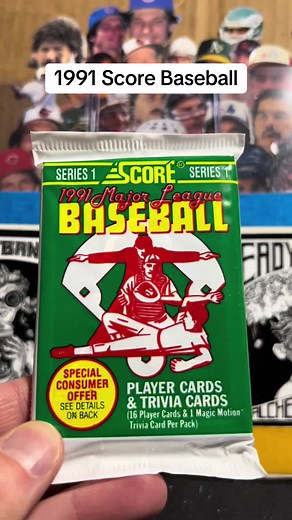 1991 Score Baseball
SERIES 1 SCORE® SERIES 1
1991 Major League
BASEBALL
SPECIAL
CONSUMER
OFFER
SEE DETAILS
ON BACK
PLAYER CARDS
& TRIVIA CARDS
(16 Player Cards & 1 Magic Motion™
Trivia Card Per Pack)